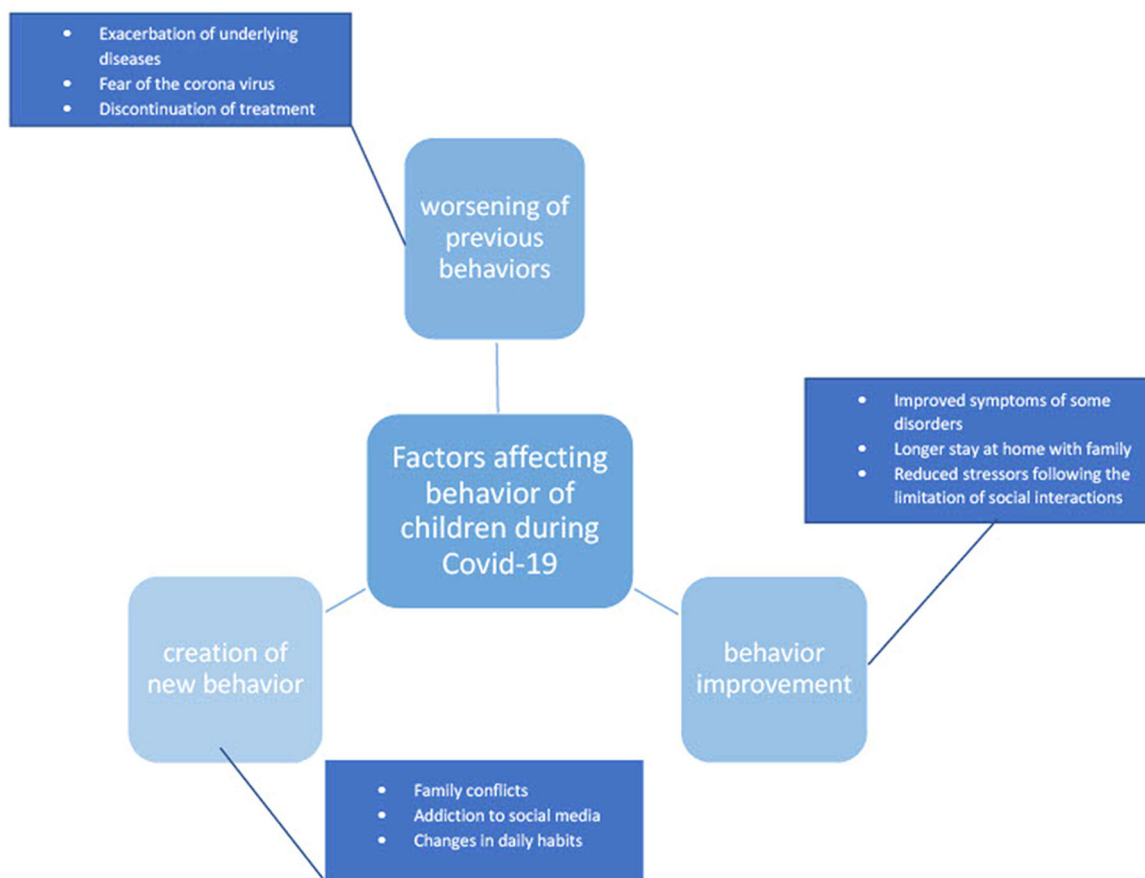 • Exacerbation of underlying
diseases
• Fear of the corona virus
• Discontinuation of treatment
worsening of
previous
behaviors
• Improved symptoms of some
disorders
• Longer stay at home with family
• Reduced stressors following the
limitation of social interactions
Factors affecting
behavior of
children during
Covid-19
creation of
new behavior
behavior
improvement
• Family conflicts
• Addiction to social media
• Changes in daily habits